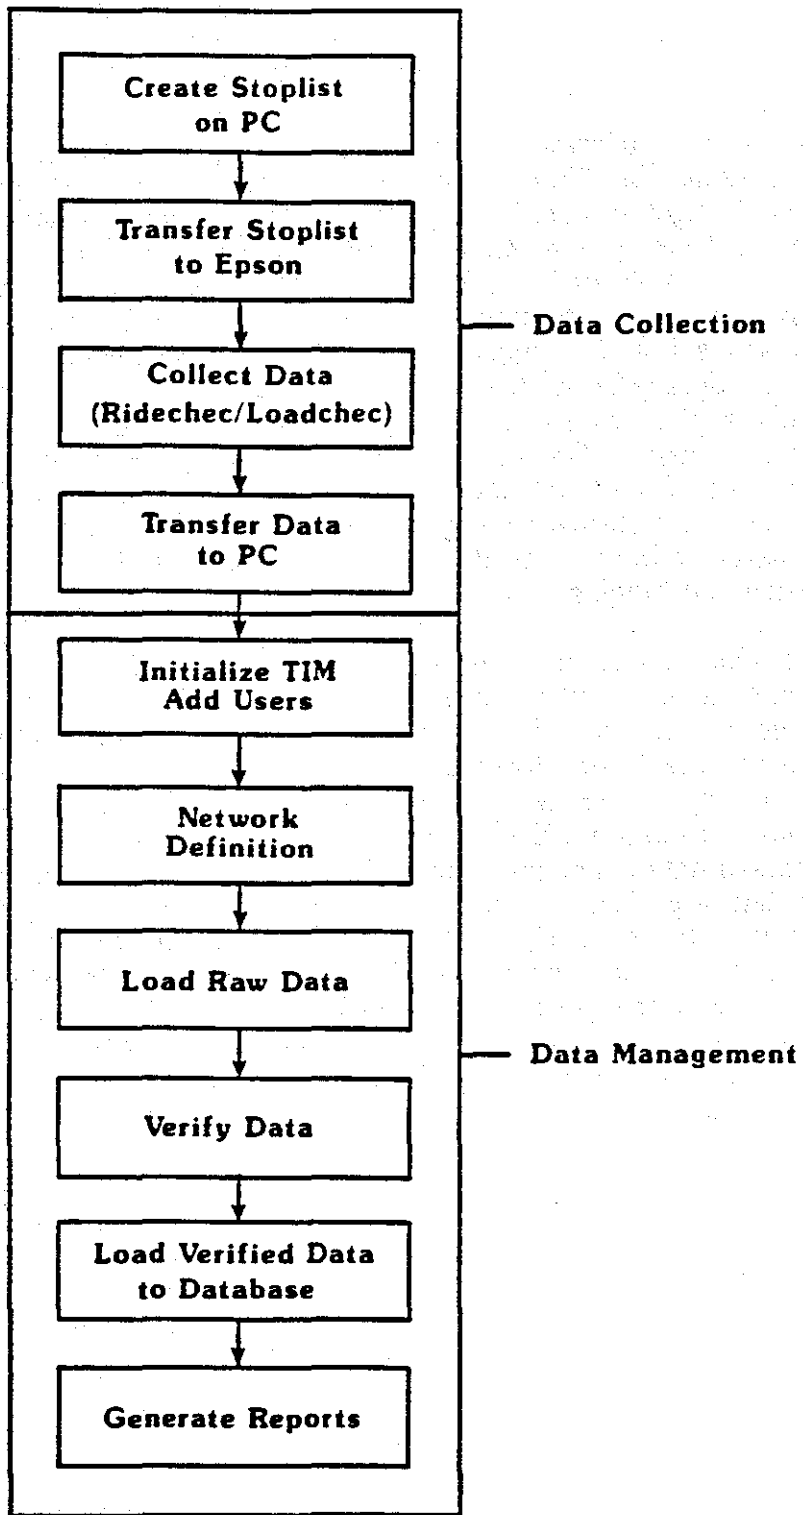 Create Stoplist
on PC
Transfer Stoplist
to Epson
Collect Data
(Ridechec/Loadchec)
Transfer Data
to PC
Data Collection
Initialize TIM
Add Users
Network
Definition
Load Raw Data
Verify Data
Load Verified Data
to Database
Generate Reports
Data Management